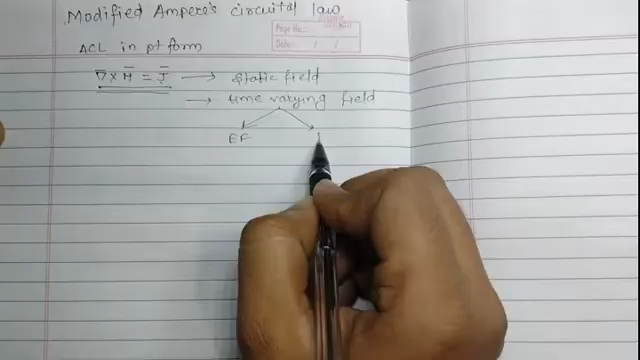 Modified Ampere's circuital law
Page No.:
Date: / /
ACL in pt form
∇ × H̅ = J̅ → static field
→ time varying field
EF